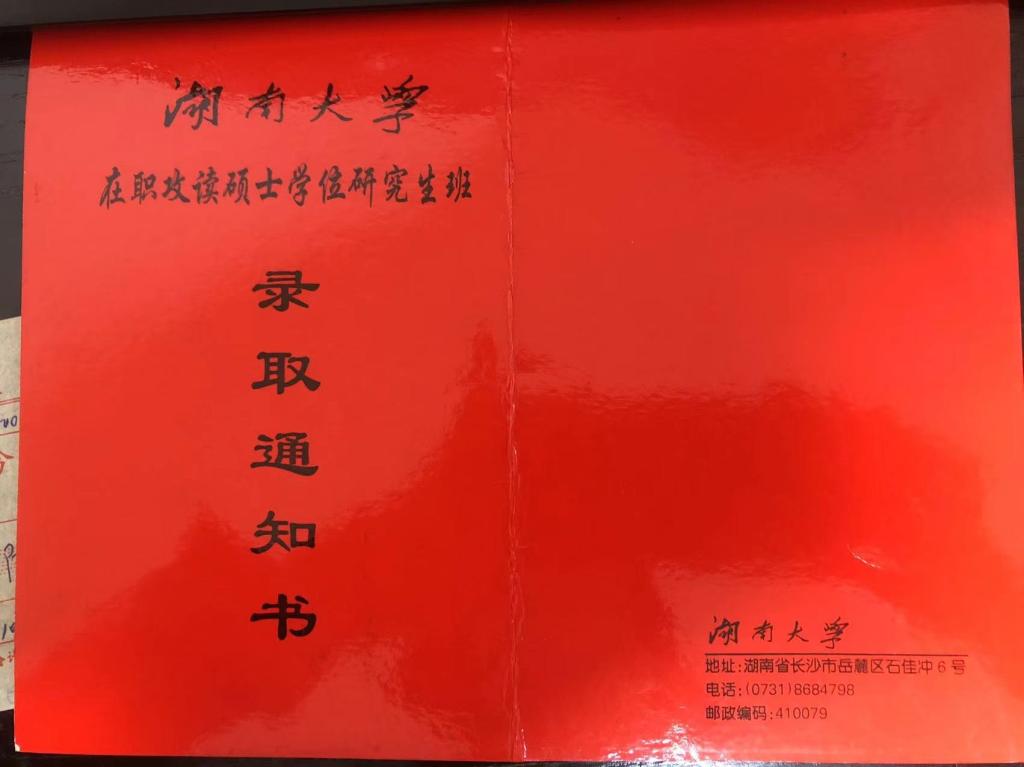 湖南大学
在职攻读硕士学位研究生班
录
取
通
知
书
湖南大学
地址:湖南省长沙市岳麓区石佳冲6号
电话:(0731)8684798
邮政编码:410079